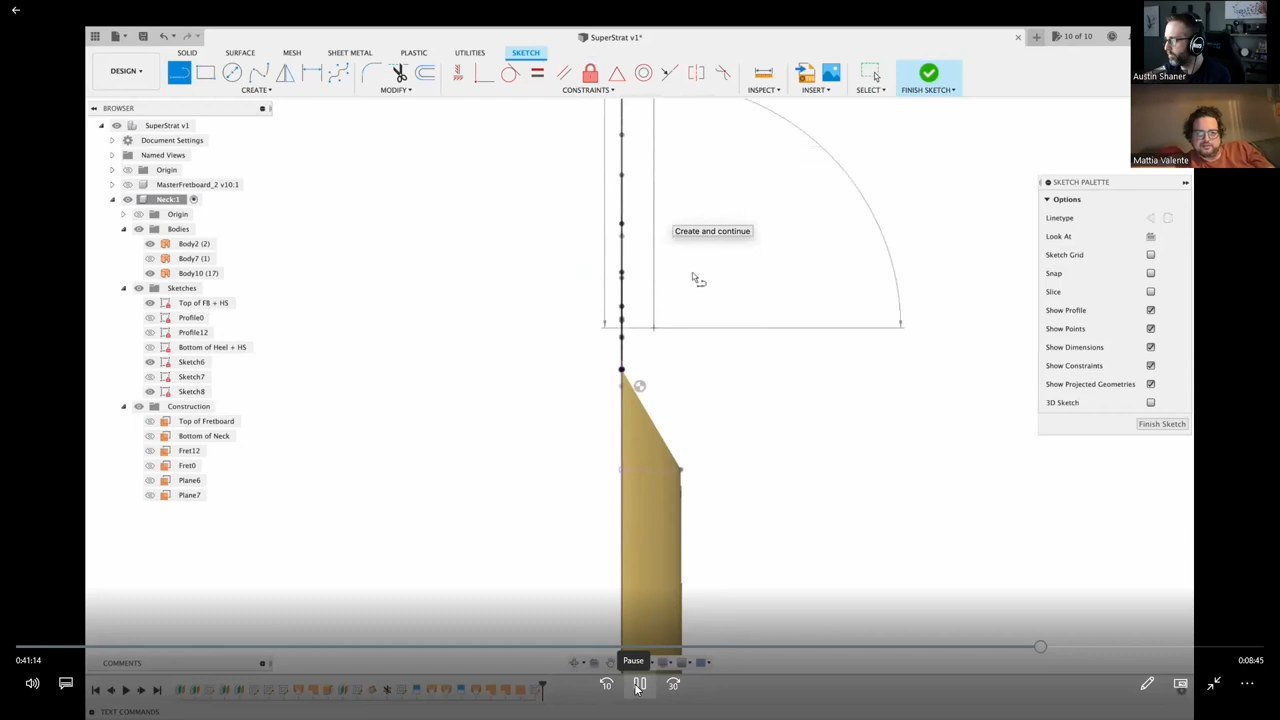 SuperStrat v1*
10 of 10
Austin Shaner
Mattia Valente
DESIGN
SOLID
SURFACE
MESH
SHEET METAL
PLASTIC
UTILITIES
SKETCH
CREATE
MODIFY
CONSTRAINTS
INSPECT
INSERT
SELECT
FINISH SKETCH
BROWSER
SuperStrat v1
Document Settings
Named Views
Origin
MasterFretboard_2 v10:1
Neck:1
Origin
Bodies
Body2 (2)
Body7 (1)
Body10 (17)
Sketches
Top of FB + HS
Profile0
Profile12
Bottom of Heel + HS
Sketch6
Sketch7
Sketch8
Construction
Top of Fretboard
Bottom of Neck
Fret12
Fret0
Plane6
Plane7
Create and continue
SKETCH PALETTE
Options
Linetype
Look At
Sketch Grid
Snap
Slice
Show Profile
Show Points
Show Dimensions
Show Constraints
Show Projected Geometries
3D Sketch
Finish Sketch
0:41:14
0:08:45
COMMENTS
Pause
10
30
TEXT COMMANDS